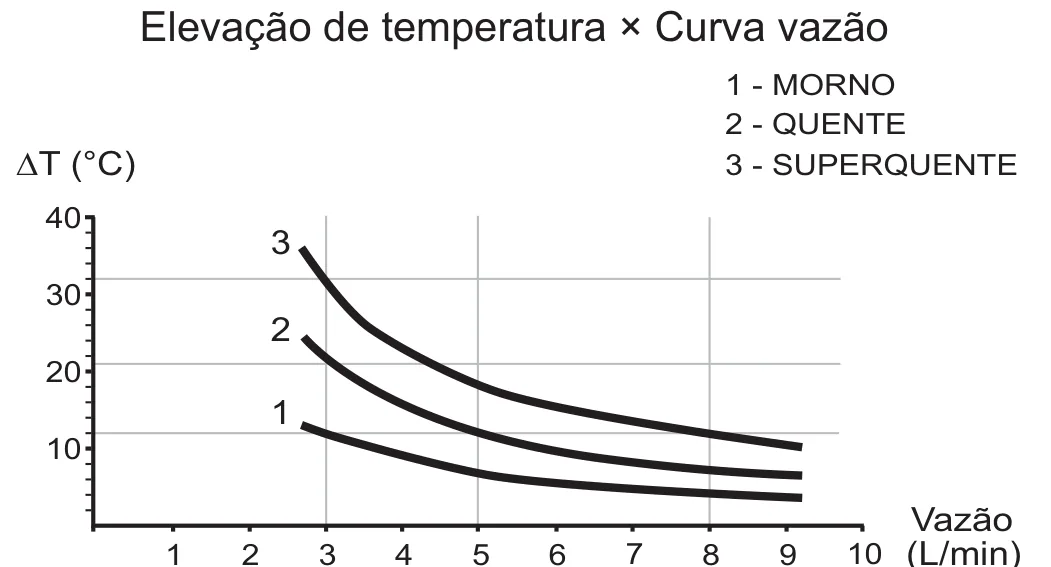 Elevação de temperatura × Curva vazão
1 - MORNO
2 - QUENTE
3 - SUPERQUENTE
ΔT (°C)
40
30
20
10
3
2
1
1 2 3 4 5 6 7 8 9 10
Vazão
(L/min)